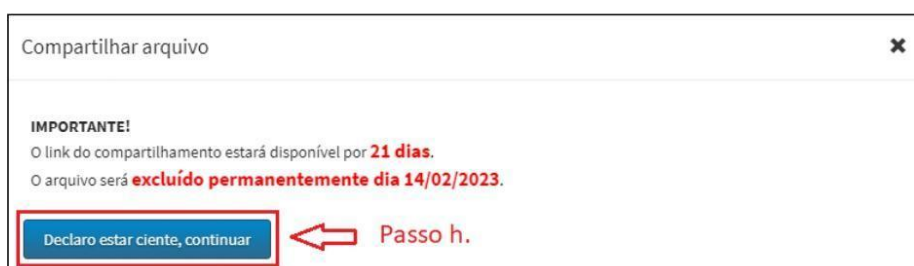 Compartilhar arquivo ✖
IMPORTANTE!
O link do compartilhamento estará disponível por 21 dias.
O arquivo será excluído permanentemente dia 14/02/2023.
Declaro estar ciente, continuar Passo h.